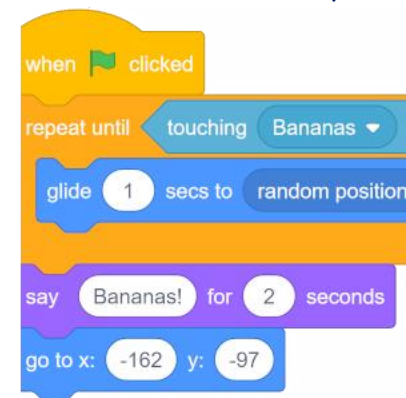 when clicked
repeat until touching Bananas
glide 1 secs to random position
say Bananas! for 2 seconds
go to x: -162 y: -97